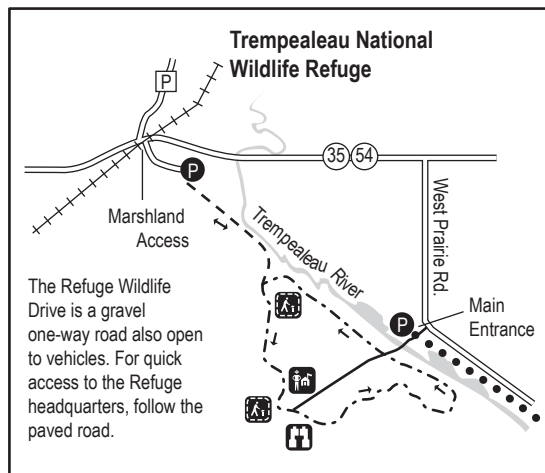 Trempealeau National
Wildlife Refuge
P
35 54
P
Marshland
Access
West Prairie Rd.
Trempealeau River
The Refuge Wildlife
Drive is a gravel
one-way road also open
to vehicles. For quick
access to the Refuge
headquarters, follow the
paved road.
P
Main
Entrance